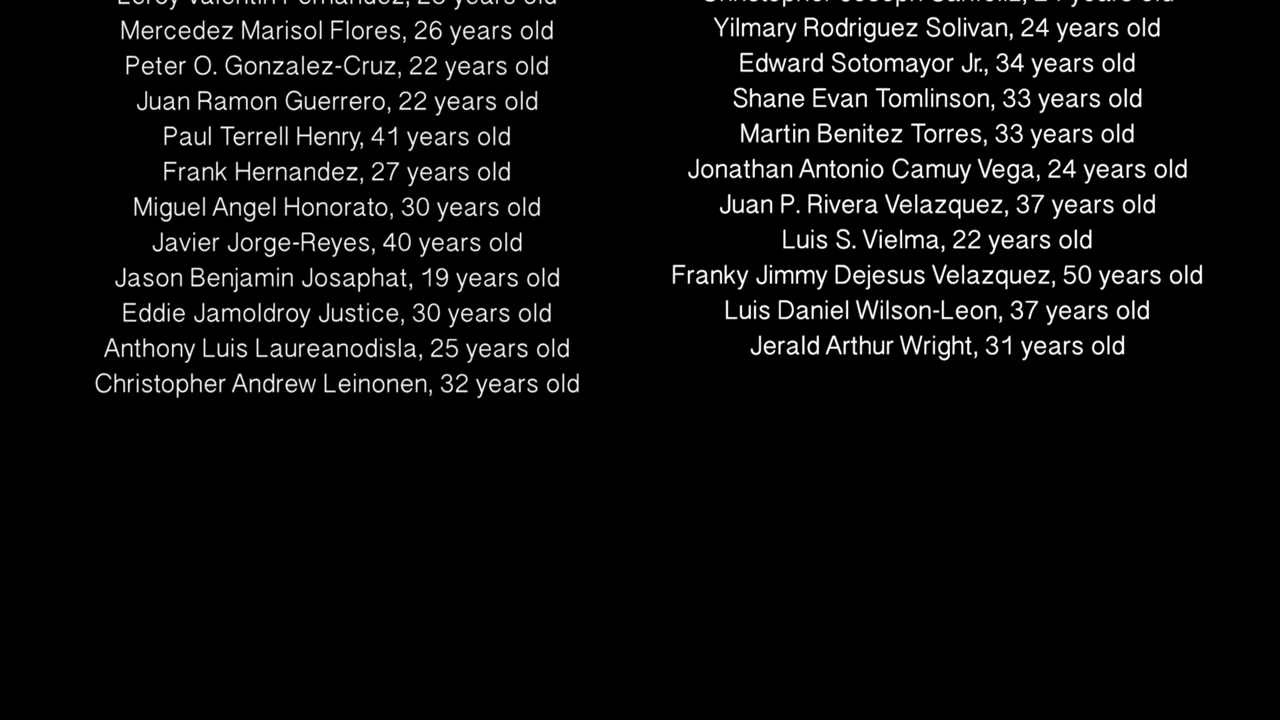 Mercedez Marisol Flores, 26 years old
Peter O. Gonzalez-Cruz, 22 years old
Juan Ramon Guerrero, 22 years old
Paul Terrell Henry, 41 years old
Frank Hernandez, 27 years old
Miguel Angel Honorato, 30 years old
Javier Jorge-Reyes, 40 years old
Jason Benjamin Josaphat, 19 years old
Eddie Jamoldroy Justice, 30 years old
Anthony Luis Laureanodisla, 25 years old
Christopher Andrew Leinonen, 32 years old
Yilmary Rodriguez Solivan, 24 years old
Edward Sotomayor Jr., 34 years old
Shane Evan Tomlinson, 33 years old
Martin Benitez Torres, 33 years old
Jonathan Antonio Camuy Vega, 24 years old
Juan P. Rivera Velazquez, 37 years old
Luis S. Vielma, 22 years old
Franky Jimmy Dejesus Velazquez, 50 years old
Luis Daniel Wilson-Leon, 37 years old
Jerald Arthur Wright, 31 years old